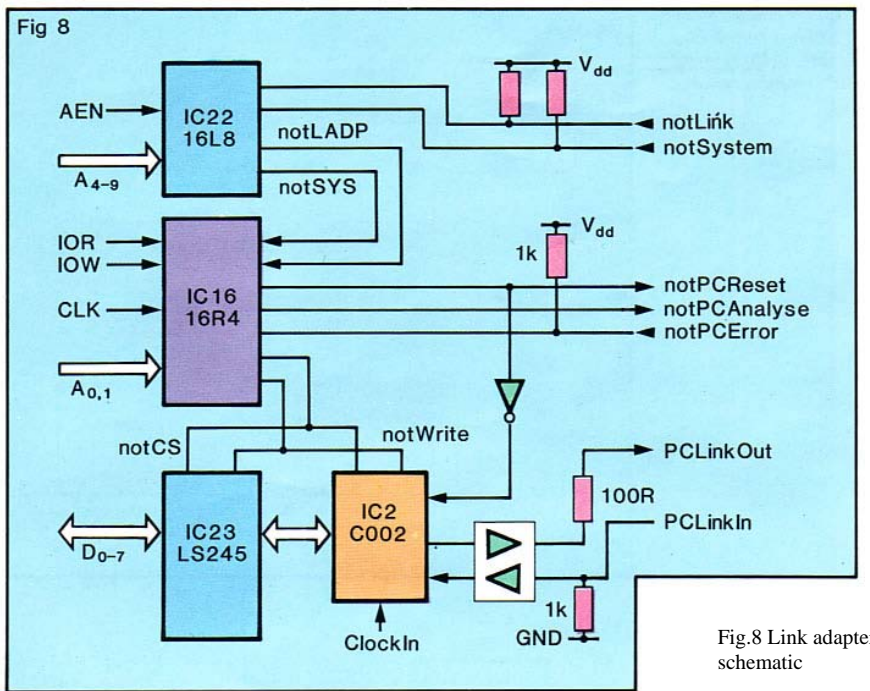 Fig 8
V dd
IC22
16L8
AEN
A 4–9
notLADP
notSYS
notLink
notSystem
V dd
1k
IOR
IOW
CLK
A 0,1
IC16
16R4
notPCReset
notPCAnalyse
notPCError
notCS
notWrite
PCLinkOut
100R
PCLinkIn
IC23
LS245
D 0–7
IC2
C002
1k
GND
ClockIn
Fig.8 Link adapte
schematic